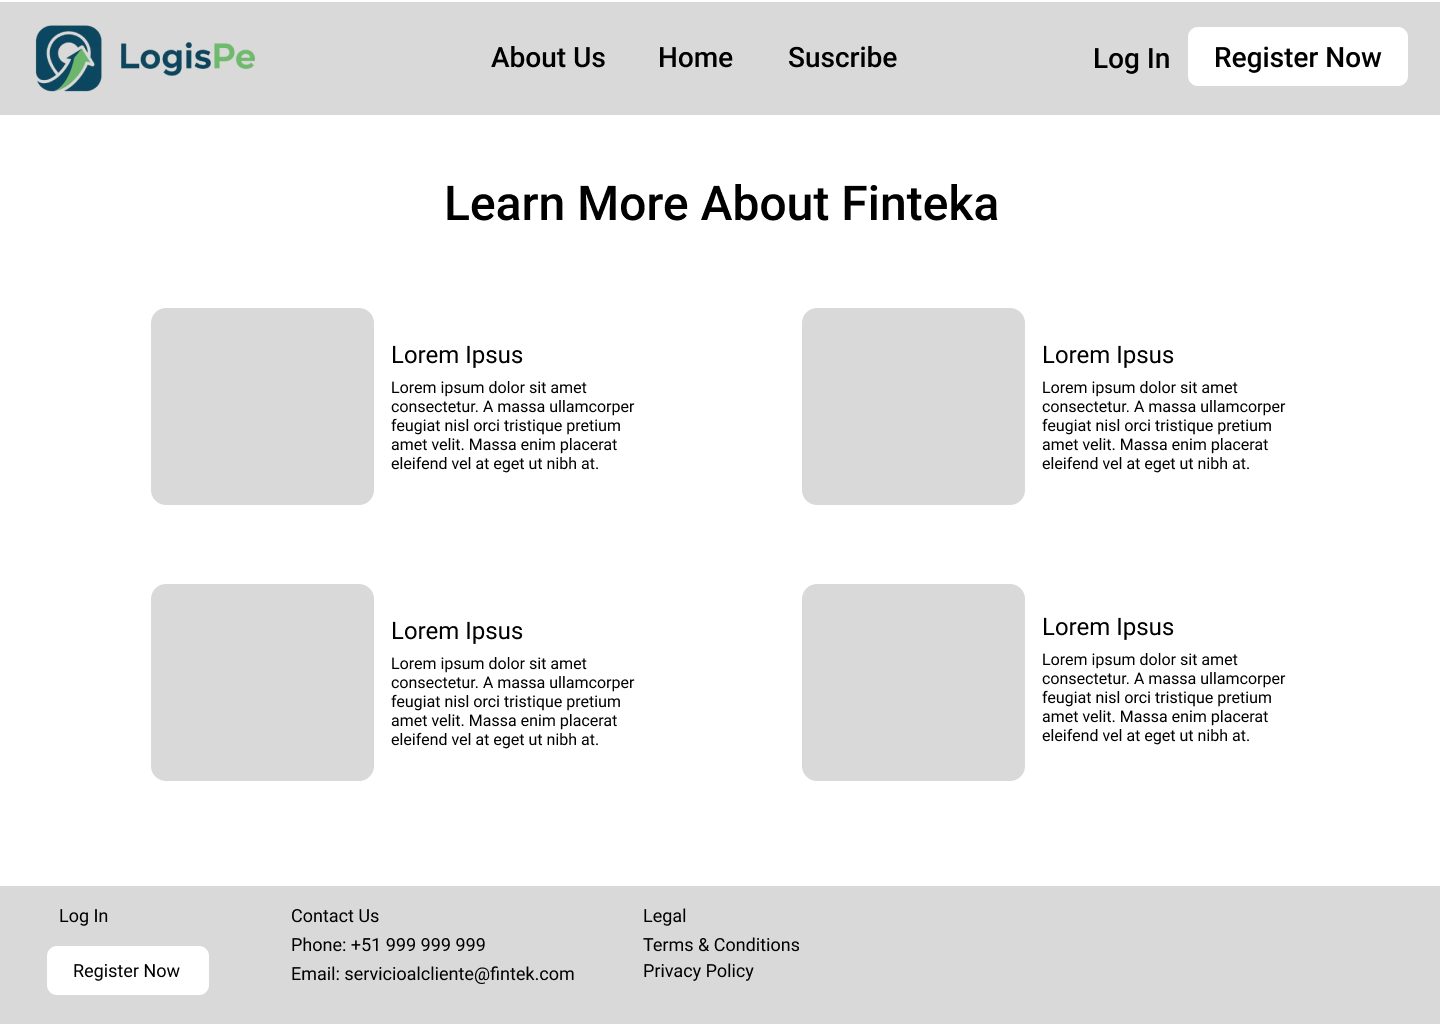 LogisPe
About Us
Home
Suscribe
Log In
Register Now
Learn More About Finteka
Lorem Ipsus
Lorem ipsum dolor sit amet
consectetur. A massa ullamcorper
feugiat nisl orci tristique pretium
amet velit. Massa enim placerat
eleifend vel at eget ut nibh at.
Lorem Ipsus
Lorem ipsum dolor sit amet
consectetur. A massa ullamcorper
feugiat nisl orci tristique pretium
amet velit. Massa enim placerat
eleifend vel at eget ut nibh at.
Lorem Ipsus
Lorem ipsum dolor sit amet
consectetur. A massa ullamcorper
feugiat nisl orci tristique pretium
amet velit. Massa enim placerat
eleifend vel at eget ut nibh at.
Lorem Ipsus
Lorem ipsum dolor sit amet
consectetur. A massa ullamcorper
feugiat nisl orci tristique pretium
amet velit. Massa enim placerat
eleifend vel at eget ut nibh at.
Log In
Register Now
Contact Us
Phone: +51 999 999 999
Email: servicioalcliente@fintek.com
Legal
Terms & Conditions
Privacy Policy